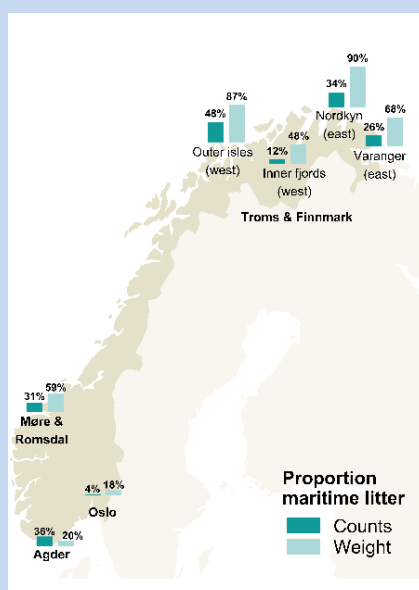 90%
34%
Nordkyn
(east)
87%
48%
Outer isles
(west)
68%
26%
Varanger
(east)
48%
12%
Inner fjords
(west)
Troms & Finnmark
59%
31%
Møre &
Romsdal
4% 18%
Oslo
36% 20%
Agder
Proportion
maritime litter
Counts
Weight